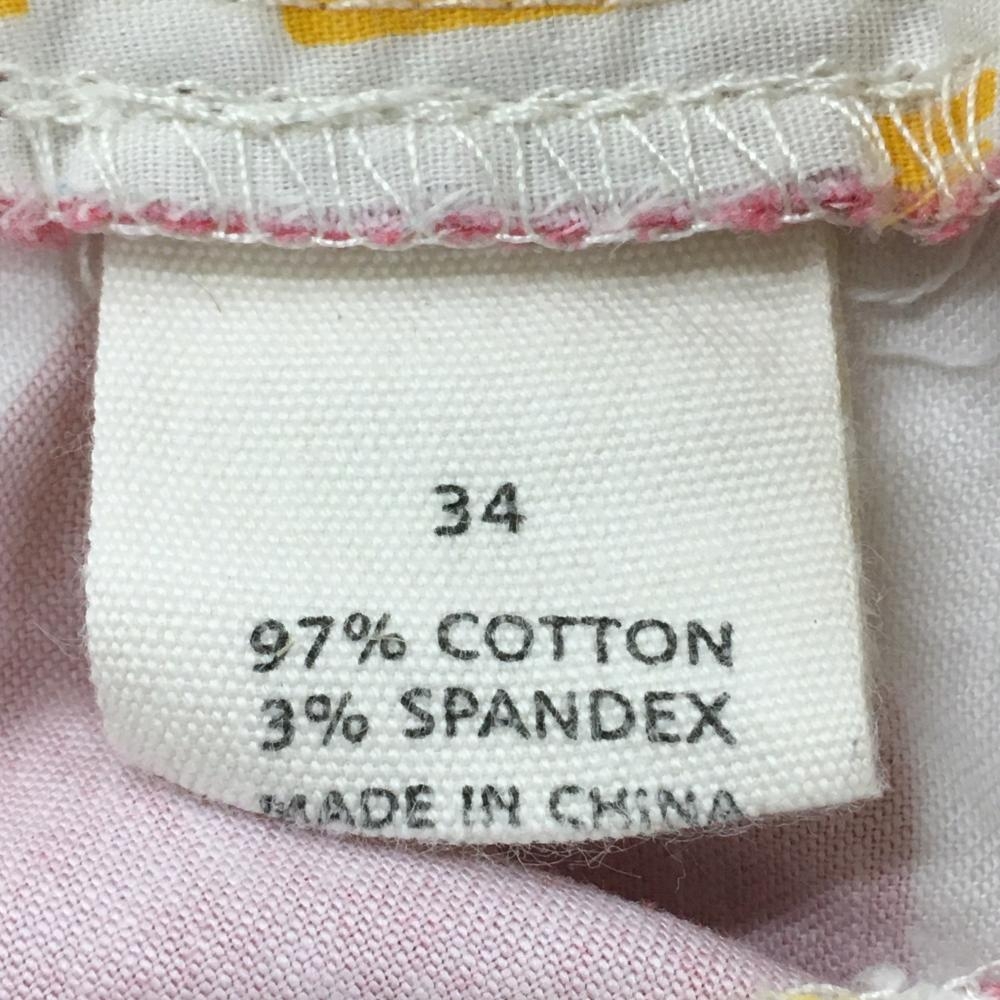 34
97% COTTON
3% SPANDEX
MADE IN CHINA